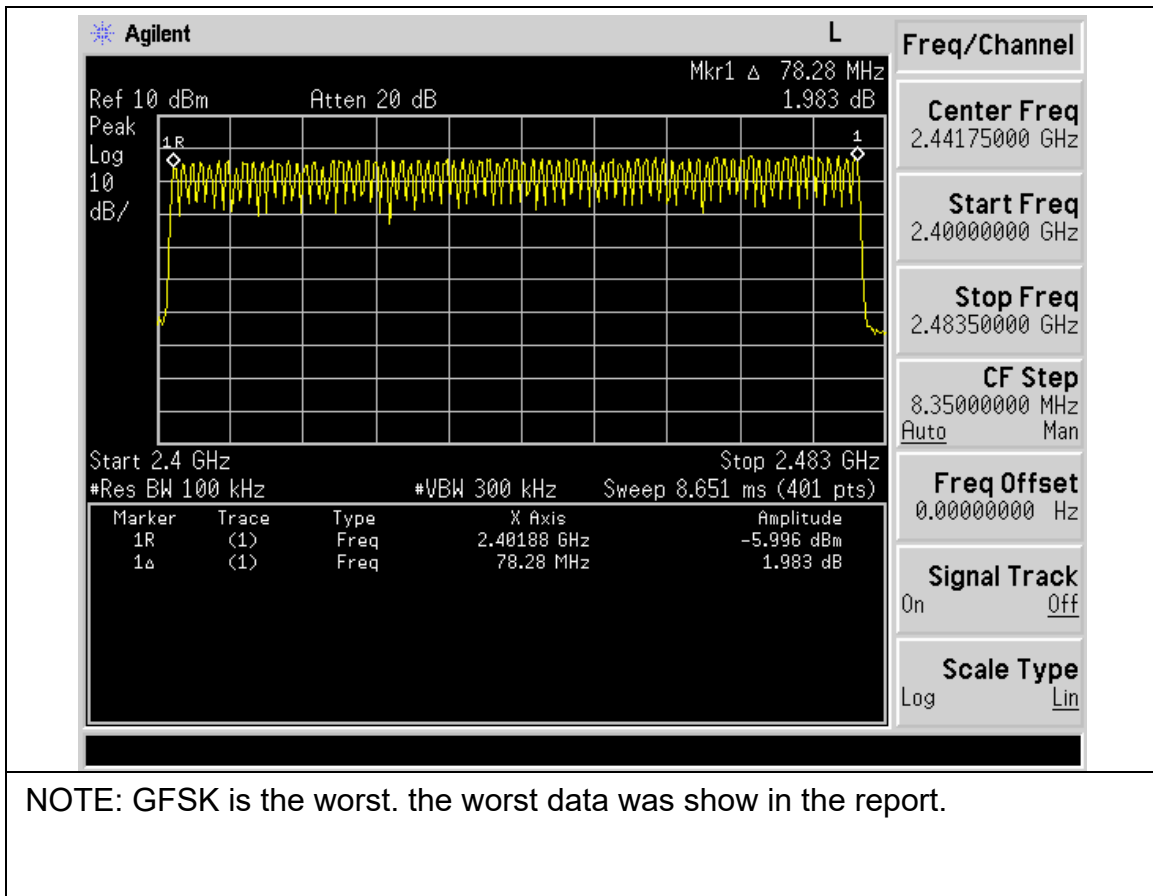 Agilent L
Mkr1 Δ 78.28 MHz
Ref 10 dBm Atten 20 dB 1.983 dB
Peak
Log
10
dB/
1R
1
Start 2.4 GHz Stop 2.483 GHz
#Res BW 100 kHz #VBW 300 kHz Sweep 8.651 ms (401 pts)
Marker Trace Type X Axis Amplitude
1R (1) Freq 2.40188 GHz -5.996 dBm
1Δ (1) Freq 78.28 MHz 1.983 dB
Freq/Channel
Center Freq
2.44175000 GHz
Start Freq
2.40000000 GHz
Stop Freq
2.48350000 GHz
CF Step
8.35000000 MHz
Auto Man
Freq Offset
0.00000000 Hz
Signal Track
On Off
Scale Type
Log Lin
NOTE: GFSK is the worst. the worst data was show in the report.